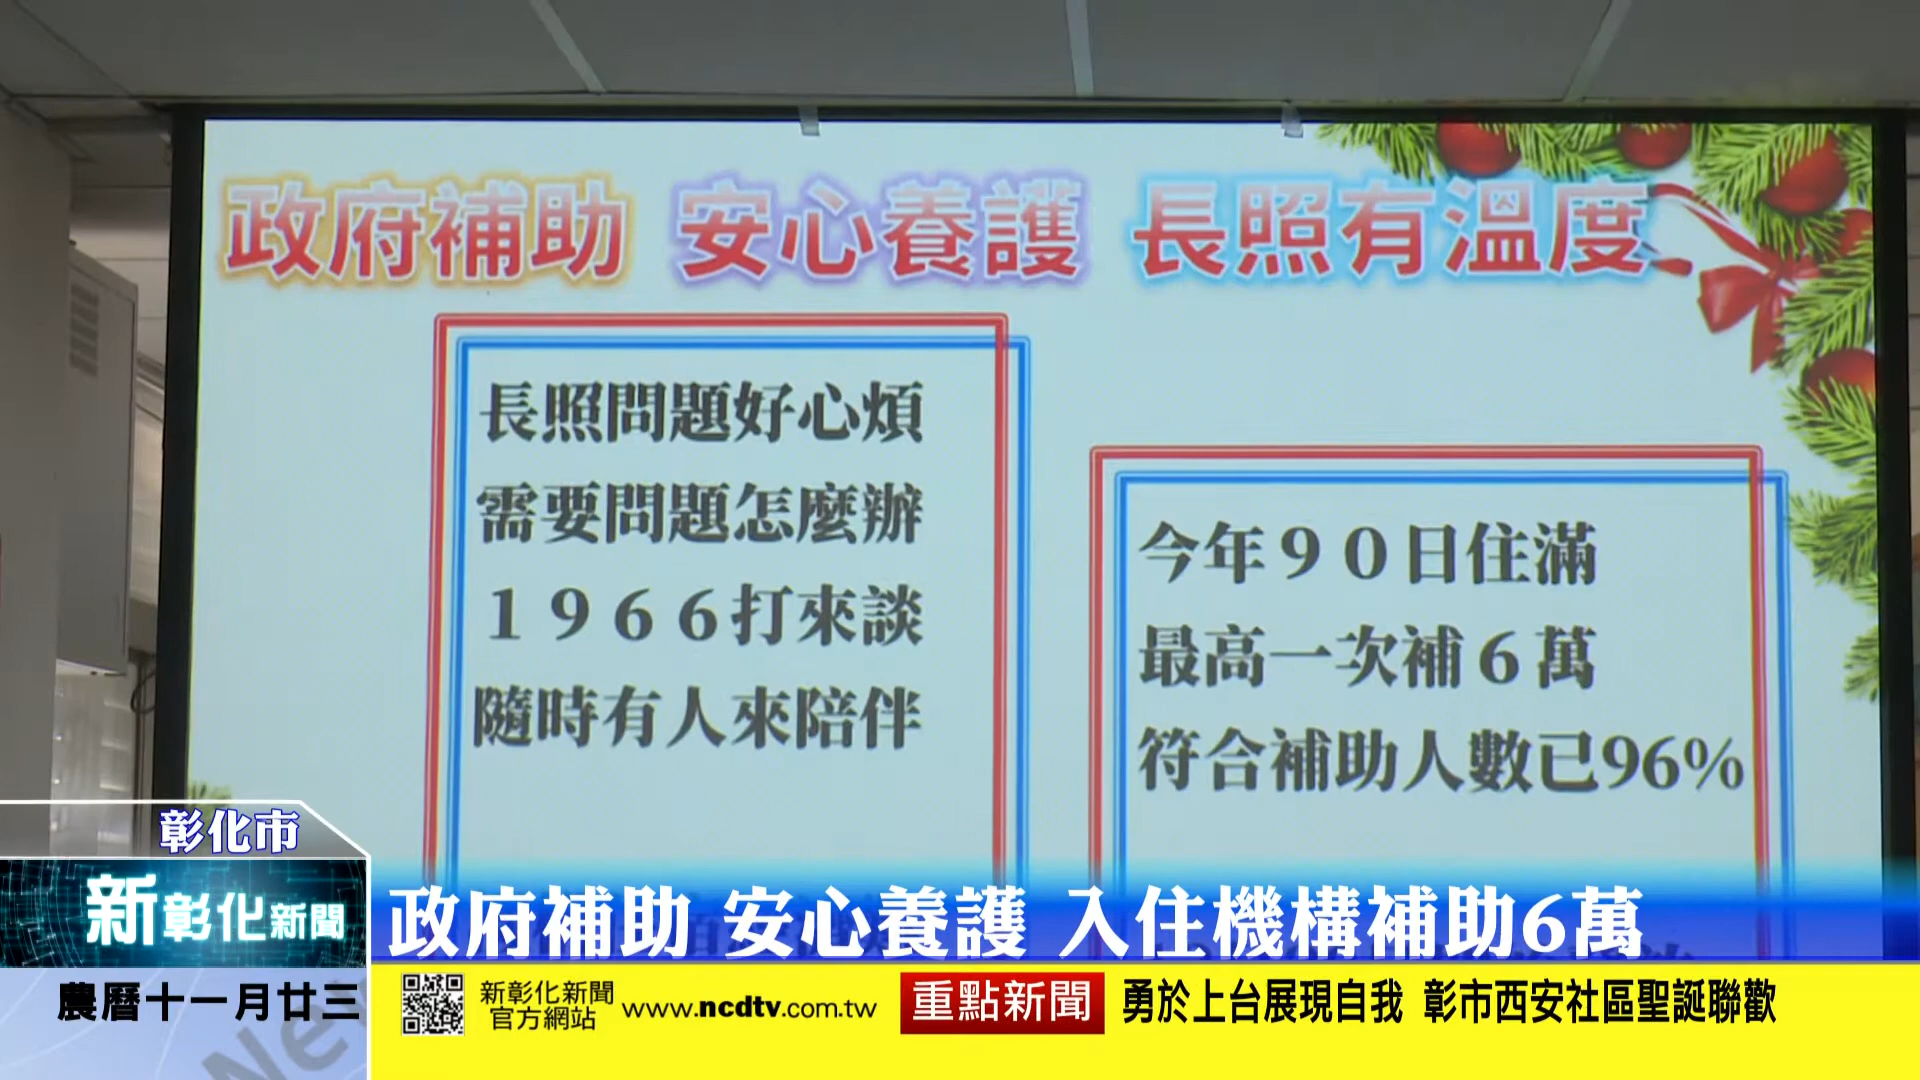 政府補助 安心養護 長照有溫度
長照問題好心煩
需要問題怎麼辦
1966打來談
隨時有人來陪伴
今年90日住滿
最高一次補6萬
符合補助人數已96%
彰化市
新彰化新聞
政府補助 安心養護 入住機構補助6萬
農曆十一月廿三
新彰化新聞
官方網站
www.ncdtv.com.tw
重點新聞
勇於上台展現自我 彰市西安社區聖誕聯歡